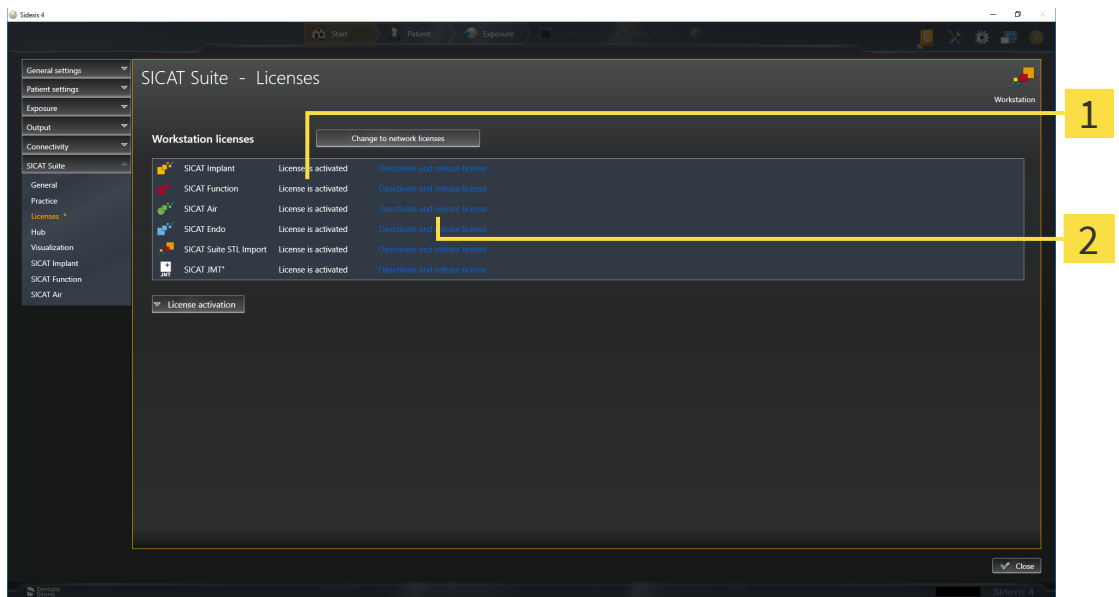 Sidexis 4
Start Patient Exposure
General settings
Patient settings
Exposure
Output
Connectivity
SICAT Suite
General
Practice
Licenses *
Hub
Visualization
SICAT Implant
SICAT Function
SICAT Air
SICAT Suite - Licenses
Workstation
Workstation licenses Change to network licenses
SICAT Implant License is activated Deactivate and release license
SICAT Function License is activated Deactivate and release license
SICAT Air License is activated Deactivate and release license
SICAT Endo License is activated Deactivate and release license
SICAT Suite STL Import License is activated Deactivate and release license
JMT SICAT JMT+ License is activated Deactivate and release license
License activation
Close
Dentsply
Sirona
Sidexis 4
1
2